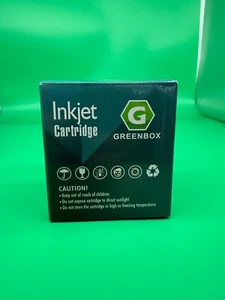 Inkjet
Cartridge
G
GREENBOX
CAUTION!
• Keep out of reach of children
• Do not expose cartridge to direct sunlight
• Do not store the cartridge in high or freezing temperature